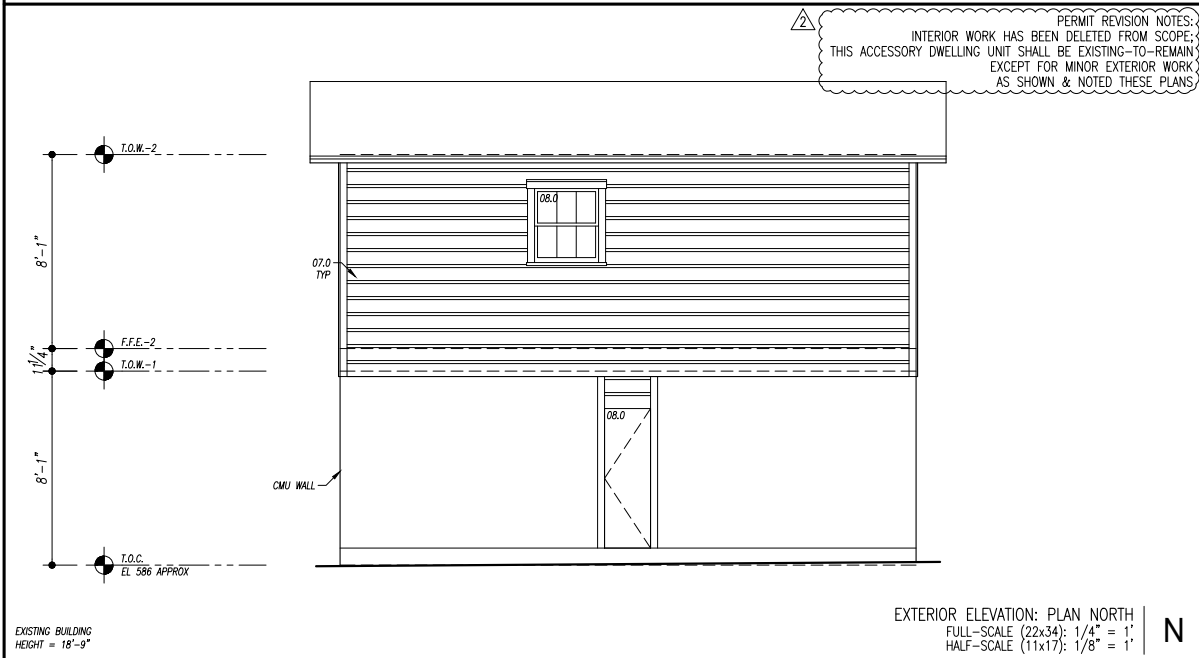 2
PERMIT REVISION NOTES:
INTERIOR WORK HAS BEEN DELETED FROM SCOPE;
THIS ACCESSORY DWELLING UNIT SHALL BE EXISTING-TO-REMAIN
EXCEPT FOR MINOR EXTERIOR WORK
AS SHOWN & NOTED THESE PLANS
T.O.W.-2
08.0
8'-1"
07.0
TYP
F.F.E.-2
11 1/4"
T.O.W.-1
08.0
8'-1"
CMU WALL
T.O.C.
EL 586 APPROX
EXISTING BUILDING
HEIGHT = 18'-9"
EXTERIOR ELEVATION: PLAN NORTH
FULL-SCALE (22x34): 1/4" = 1'
HALF-SCALE (11x17): 1/8" = 1'
N